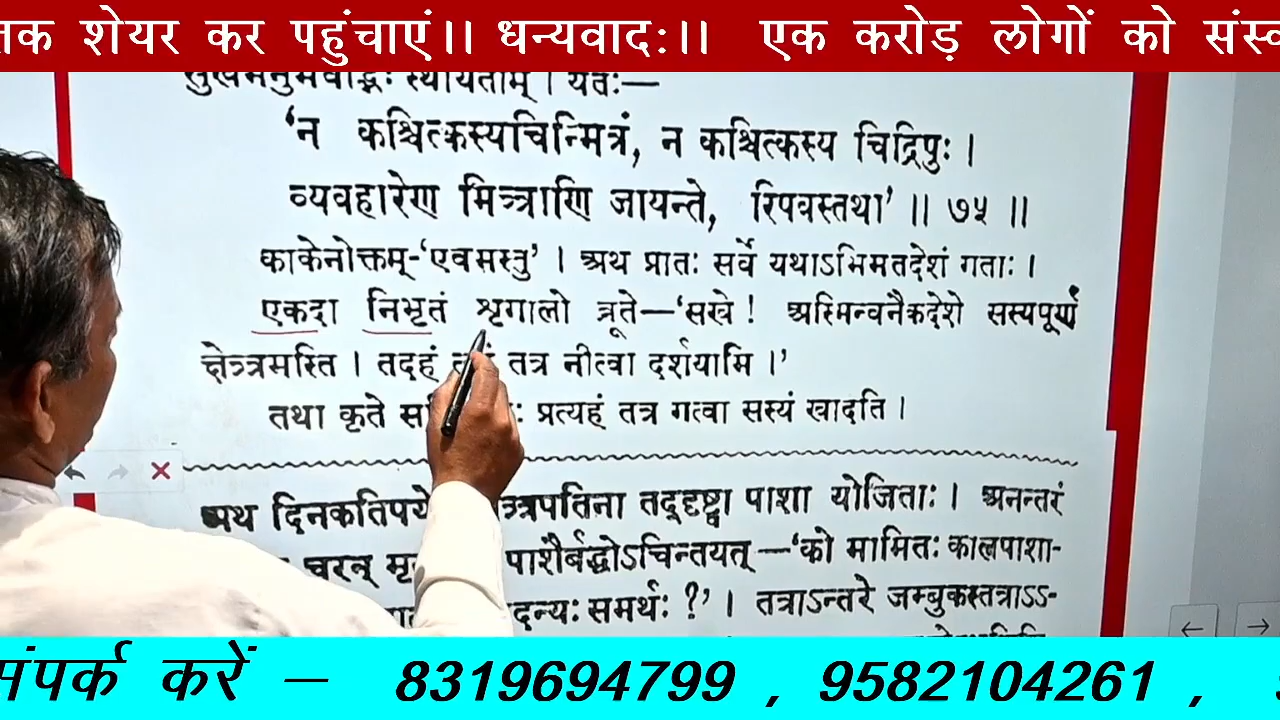 तक शेयर कर पहुंचाएं।। धन्यवादः।। एक करोड़ लोगों को संस्
स्थीयताम् । यतः—
'न कश्चित्कस्यचिन्मित्रं, न कश्चित्कस्य चिद्रिपुः ।
व्यवहारेण मित्त्राणि जायन्ते, रिपवस्तथा' ॥ ७५ ॥
काकेनोक्तम्-'एवमस्तु' । अथ प्रातः सर्वे यथाऽभिमतदेशं गताः ।
एकदा निभृतं शृगालो ब्रूते—'सखे ! अस्मिन्वनैकदेशे सस्यपूर्णं
क्षेत्त्रमस्ति । तदहं तत्र नीत्वा दर्शयामि ।'
तथा कृते प्रत्यहं तत्र गत्वा सस्यं खादति ।
अथ दिनकतिपये त्त्रपतिना तद्दृष्ट्वा पाशा योजिताः । अनन्तरं
चरन् पाशैर्बद्धोऽचिन्तयत्—'को मामितः कालपाशा-
दन्यः समर्थः ?' । तत्राऽन्तरे जम्बुकस्तत्राऽऽ-
संपर्क करें – 8319694799 , 9582104261 ,